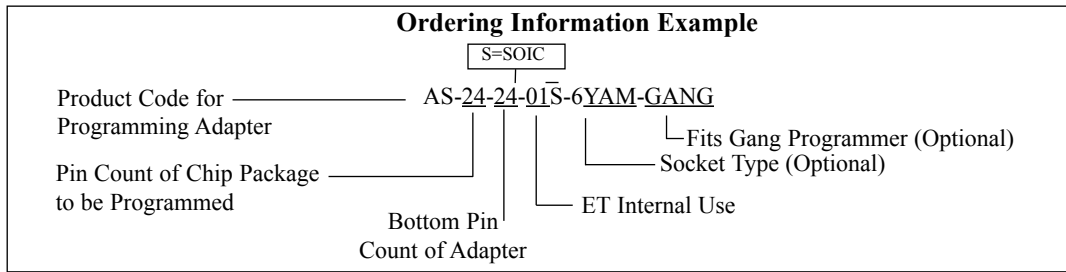 Ordering Information Example
S=SOIC
AS-24-24-01S-6YAM-GANG
Product Code for
Programming Adapter
Fits Gang Programmer (Optional)
Socket Type (Optional)
Pin Count of Chip Package
to be Programmed
ET Internal Use
Bottom Pin
Count of Adapter